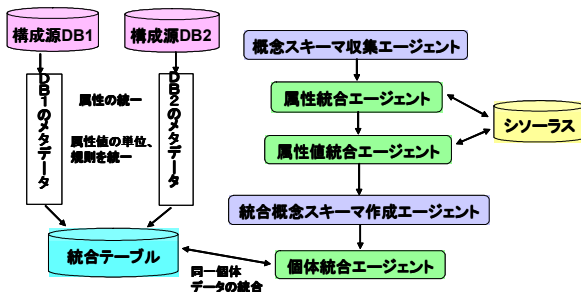 構成源DB1
構成源DB2
DB1のメタデータ
DB2のメタデータ
属性の統一
属性値の単位、
規則を統一
統合テーブル
同一個体
データの統合
概念スキーマ収集エージェント
属性統合エージェント
属性値統合エージェント
シソーラス
統合概念スキーマ作成エージェント
個体統合エージェント